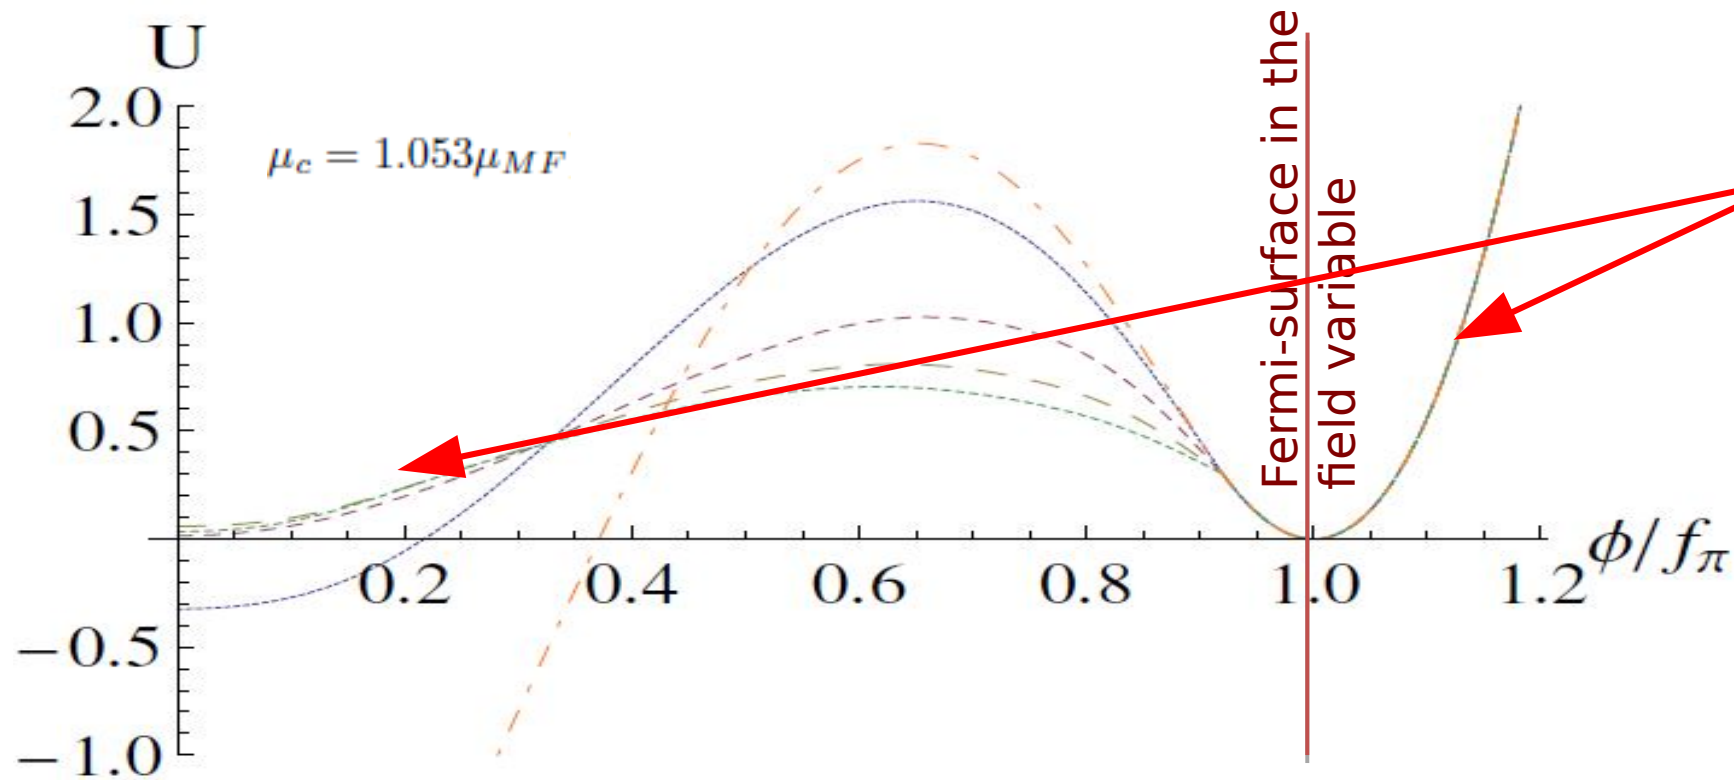 U
2.0
1.5
1.0
0.5
−0.5
−1.0
μc = 1.053μMF
Fermi-surface in the
field variable
0.2 0.4 0.6 0.8 1.0 1.2
ϕ/fπ